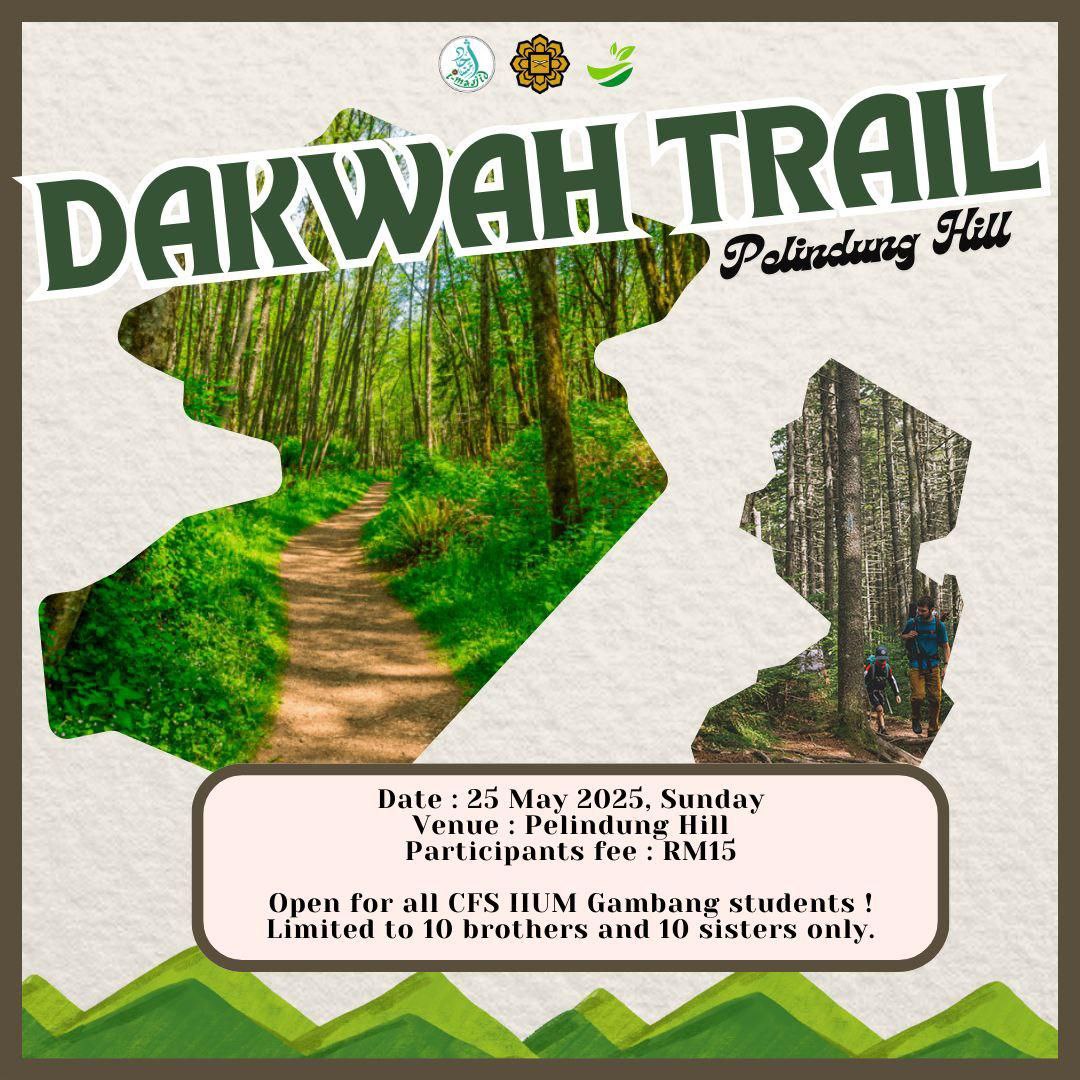 i-masjid
DAKWAH TRAIL
Pelindung Hill
Date : 25 May 2025, Sunday
Venue : Pelindung Hill
Participants fee : RM15
Open for all CFS IIUM Gambang students !
Limited to 10 brothers and 10 sisters only.